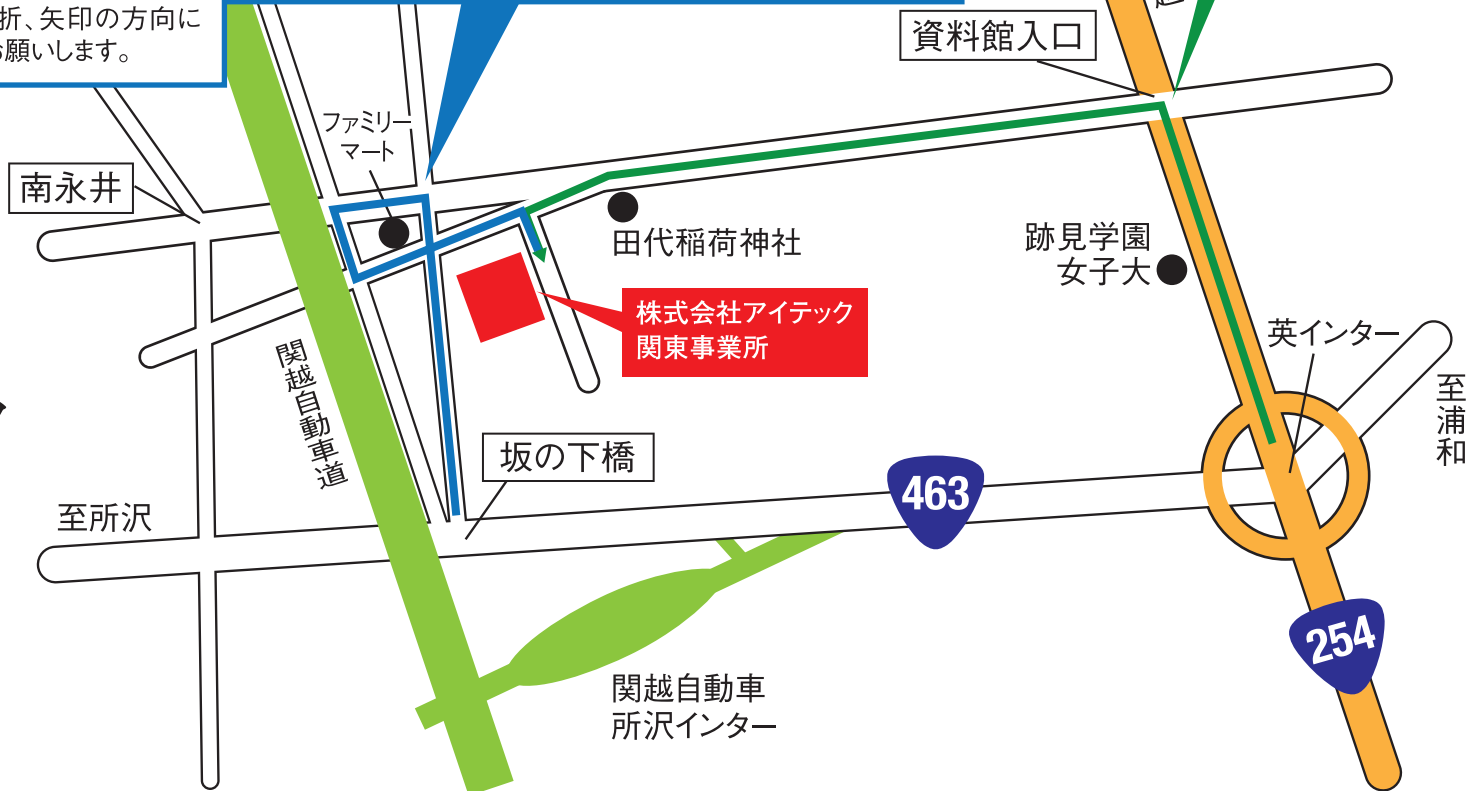 折、矢印の方向に
お願いします。
資料館入口
ファミリー
マート
南永井
田代稲荷神社
跡見学園
女子大
株式会社アイテック
関東事業所
英インター
関越自動車道
至浦和
坂の下橋
463
至所沢
254
関越自動車
所沢インター